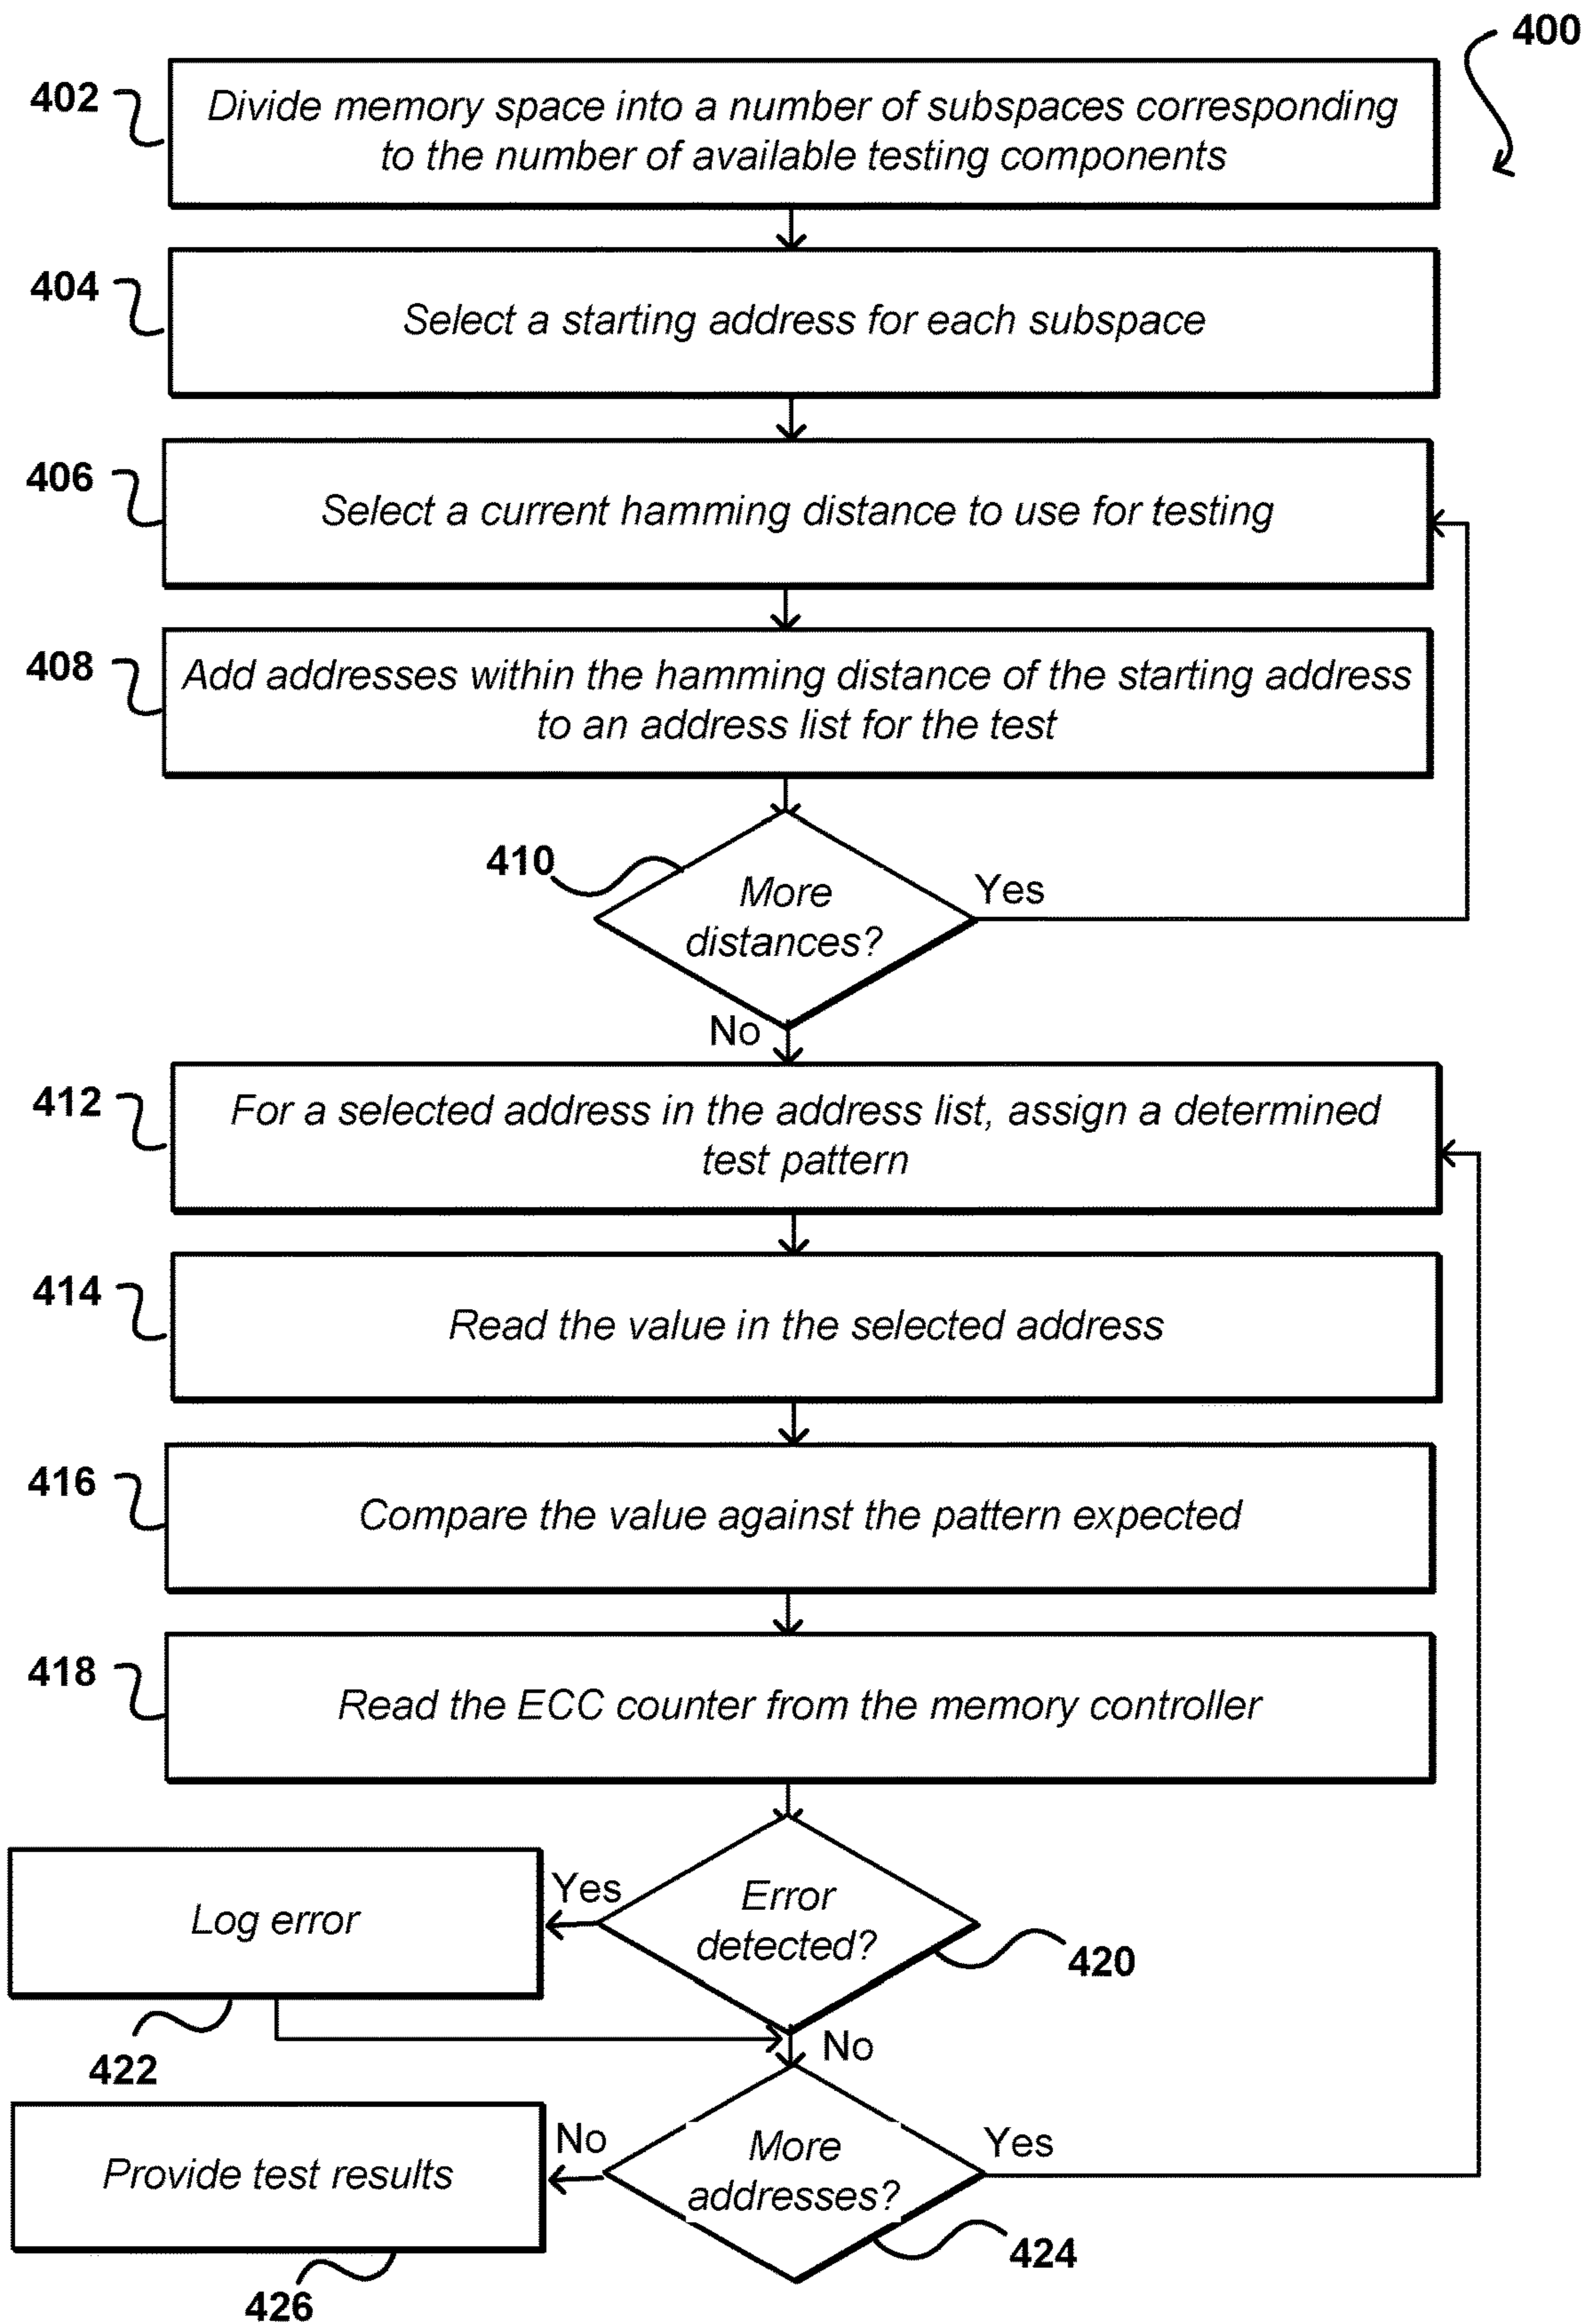 400
402
Divide memory space into a number of subspaces corresponding
to the number of available testing components
404
Select a starting address for each subspace
406
Select a current hamming distance to use for testing
408
Add addresses within the hamming distance of the starting address
to an address list for the test
410
More
distances?
Yes
No
412
For a selected address in the address list, assign a determined
test pattern
414
Read the value in the selected address
416
Compare the value against the pattern expected
418
Read the ECC counter from the memory controller
Error
detected?
Yes
Log error
420
No
422
More
addresses?
No
Yes
Provide test results
424
426